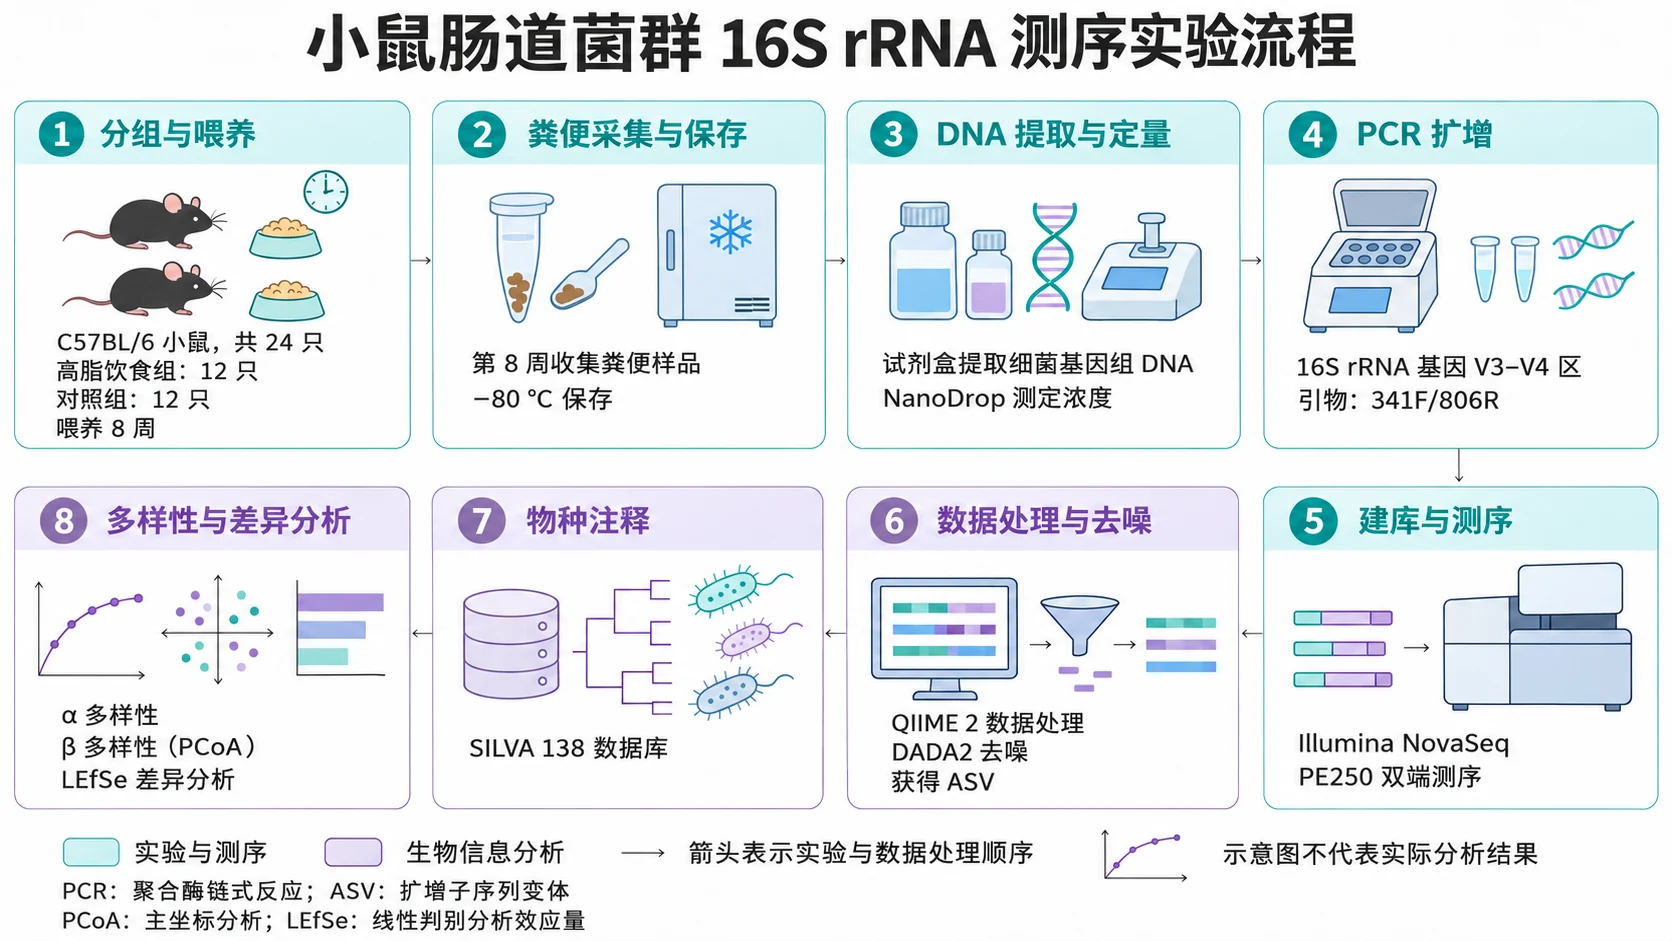 小鼠肠道菌群 16S rRNA 测序实验流程
1 分组与喂养
C57BL/6 小鼠，共 24 只
高脂饮食组：12 只
对照组：12 只
喂养 8 周
2 粪便采集与保存
第 8 周收集粪便样品
−80 °C 保存
3 DNA 提取与定量
试剂盒提取细菌基因组 DNA
NanoDrop 测定浓度
4 PCR 扩增
16S rRNA 基因 V3–V4 区
引物：341F/806R
5 建库与测序
Illumina NovaSeq
PE250 双端测序
6 数据处理与去噪
QIIME 2 数据处理
DADA2 去噪
获得 ASV
7 物种注释
SILVA 138 数据库
8 多样性与差异分析
α 多样性
β 多样性（PCoA）
LEfSe 差异分析
实验与测序
生物信息分析
箭头表示实验与数据处理顺序
示意图不代表实际分析结果
PCR：聚合酶链式反应；ASV：扩增子序列变体
PCoA：主坐标分析；LEfSe：线性判别分析效应量